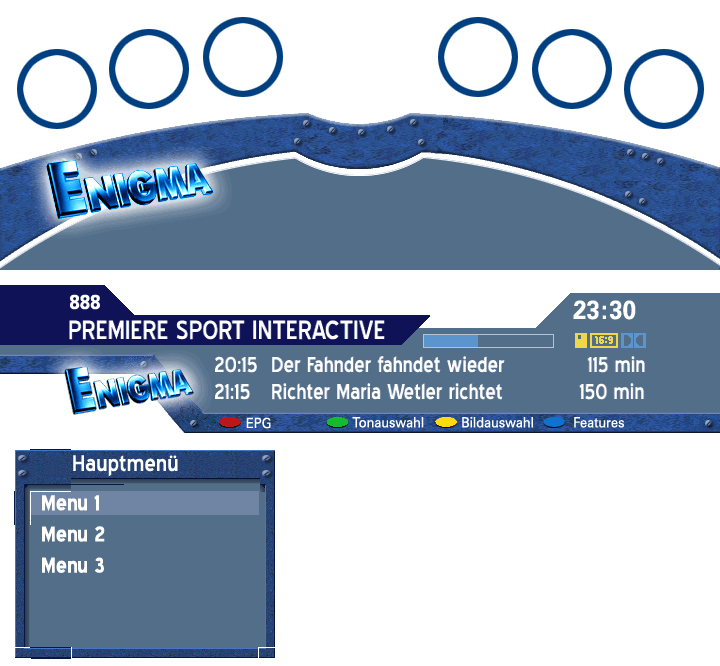 ENIGMA
888
23:30
PREMIERE SPORT INTERACTIVE
16:9
20:15 Der Fahnder fahndet wieder 115 min
ENIGMA
21:15 Richter Maria Wetler richtet 150 min
EPG Tonauswahl Bildauswahl Features
Hauptmenü
Menu 1
Menu 2
Menu 3